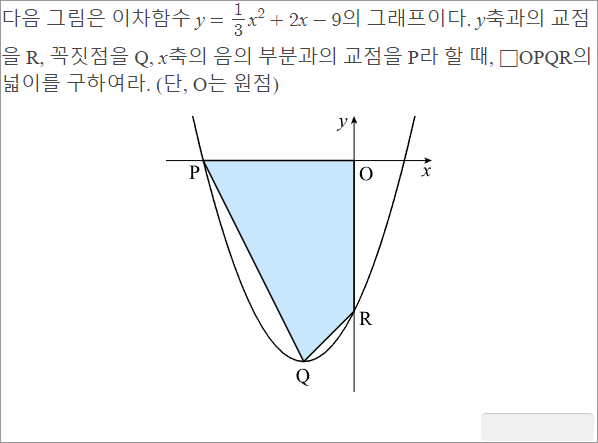 다음 그림은 이차함수 y = 1/3 x² + 2x − 9의 그래프이다. y축과의 교점
을 R, 꼭짓점을 Q, x축의 음의 부분과의 교점을 P라 할 때, □OPQR의
넓이를 구하여라. (단, O는 원점)
y
P
O
x
R
Q